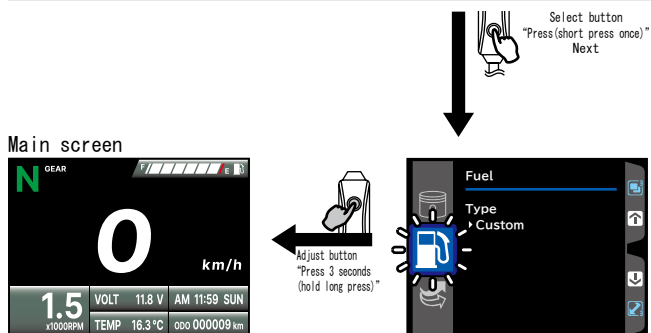 Select button
“Press(short press once)”
Next
Main screen
N GEAR
F E
0
km/h
1.5
x1000RPM
VOLT 11.8 V
AM 11:59 SUN
TEMP 16.3°C
ODO 000009 km
Adjust button
“Press 3 seconds
(hold long press)”
Fuel
Type
Custom